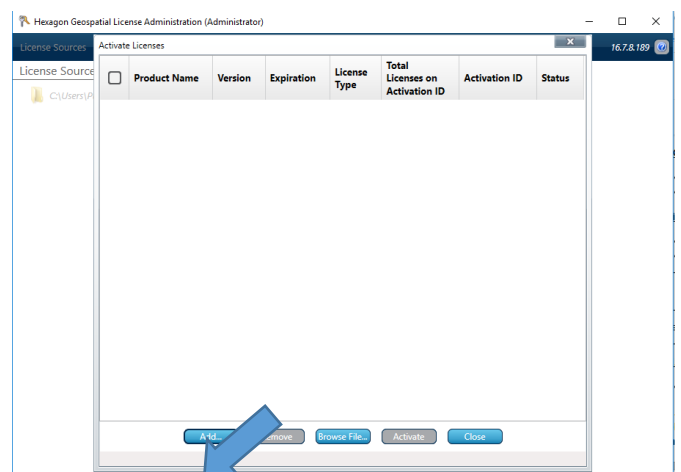 Hexagon Geospatial License Administration (Administrator)
License Sources
Activate Licenses
16.7.8.189
License Source
C:\Users\P
Product Name
Version
Expiration
License
Type
Total
Licenses on
Activation ID
Activation ID
Status
Browse File...
Activate
Close